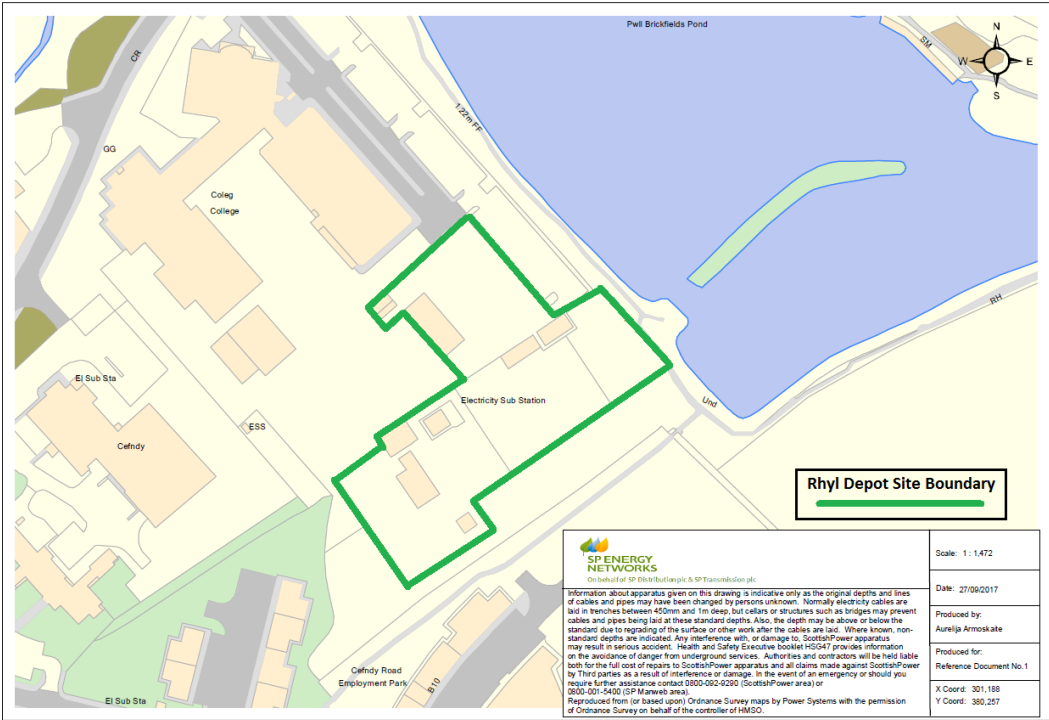 Pwll Brickfields Pond
SM
N
W
E
S
CR
1.22m FF
GG
Coleg
College
RH
El Sub Sta
Electricity Sub Station
Und
ESS
Cefndy
Rhyl Depot Site Boundary
Cefndy Road
Employment Park
B10
El Sub Sta
SP ENERGY
NETWORKS
On behalf of SP Distribution plc & SP Transmission plc
Information about apparatus given on this drawing is indicative only as the original depths and lines
of cables and pipes may have been changed by persons unknown. Normally electricity cables are
laid in trenches between 450mm and 1m deep, but cellars or structures such as bridges may prevent
cables and pipes being laid at these standard depths. Also, the depth may be above or below the
standard due to regrading of the surface or other work after the cables are laid. Where known, non-
standard depths are indicated. Any interference with, or damage to, ScottishPower apparatus
may result in serious accident. Health and Safety Executive booklet HSG47 provides information
on the avoidance of danger from underground services. Authorities and contractors will be held liable
both for the full cost of repairs to ScottishPower apparatus and all claims made against ScottishPower
by Third parties as a result of interference or damage. In the event of an emergency or should you
require further assistance contact 0800-092-9290 (ScottishPower area) or
0800-001-5400 (SP Manweb area).
Reproduced from (or based upon) Ordnance Survey maps by Power Systems with the permission
of Ordnance Survey on behalf of the controller of HMSO.
Scale: 1 : 1,472
Date: 27/09/2017
Produced by:
Aurelija Armoskaite
Produced for:
Reference Document No.1
X Coord: 301,188
Y Coord: 380,257